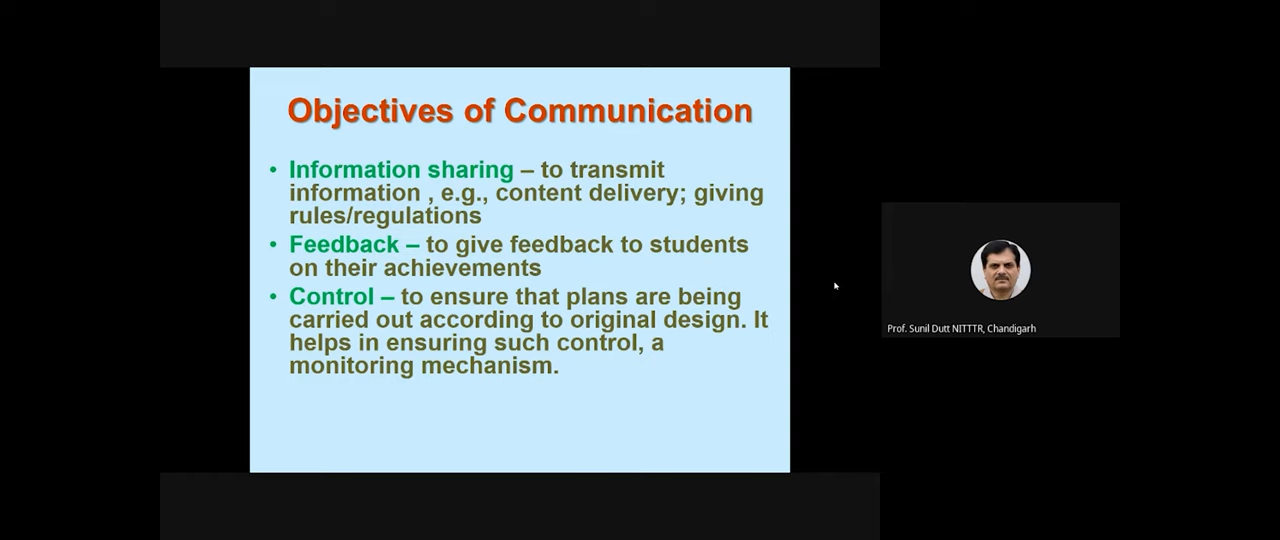 Objectives of Communication
• Information sharing – to transmit
information , e.g., content delivery; giving
rules/regulations
• Feedback – to give feedback to students
on their achievements
• Control – to ensure that plans are being
carried out according to original design. It
helps in ensuring such control, a
monitoring mechanism.
Prof. Sunil Dutt NITTTR, Chandigarh